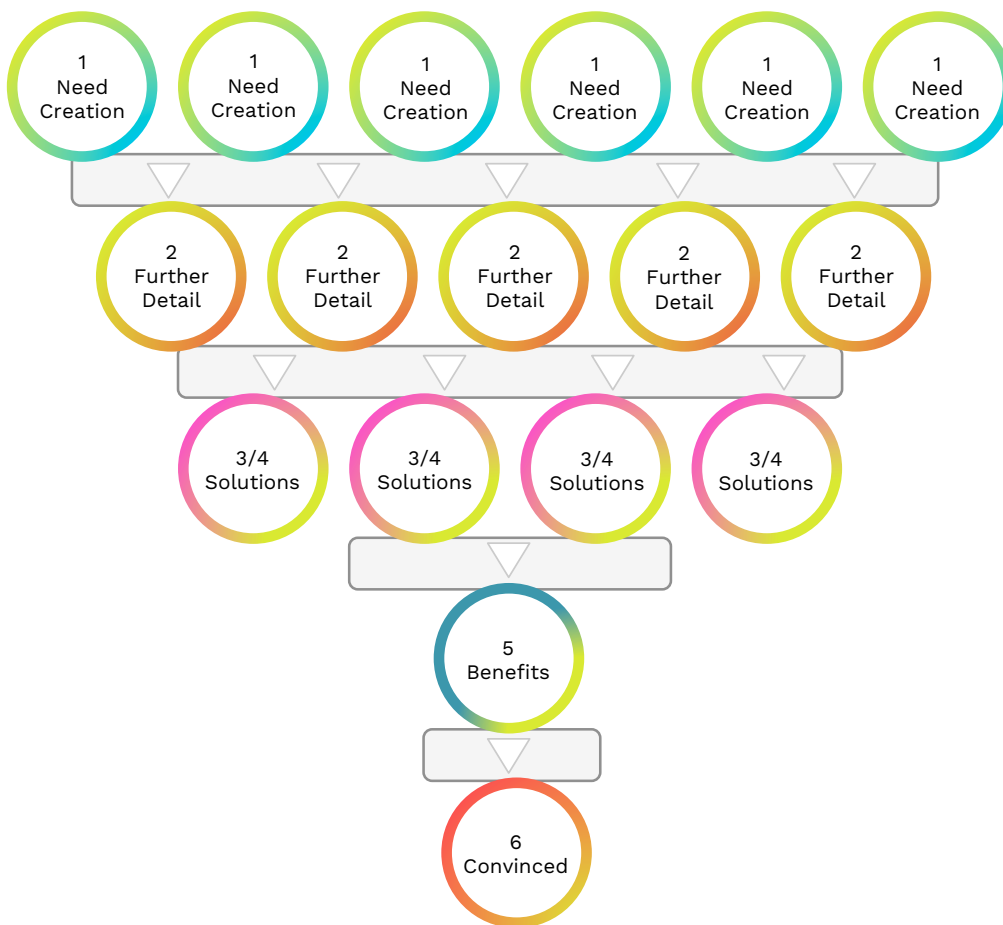 1
Need
Creation
1
Need
Creation
1
Need
Creation
1
Need
Creation
1
Need
Creation
1
Need
Creation
2
Further
Detail
2
Further
Detail
2
Further
Detail
2
Further
Detail
2
Further
Detail
3/4
Solutions
3/4
Solutions
3/4
Solutions
3/4
Solutions
5
Benefits
6
Convinced